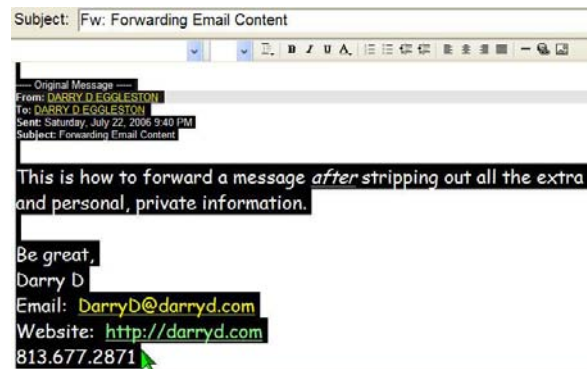 Subject: Fw: Forwarding Email Content
B I U A
---- Original Message ----
From: DARRY D EGGLESTON
To: DARRY D EGGLESTON
Sent: Saturday, July 22, 2006 9:40 PM
Subject: Forwarding Email Content
This is how to forward a message after stripping out all the extra
and personal, private information.
Be great,
Darry D
Email: DarryD@darryd.com
Website: http://darryd.com
813.677.2871